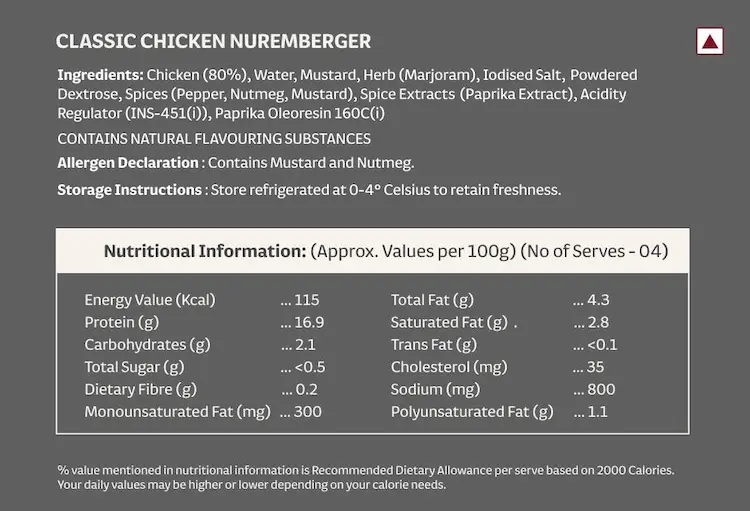 CLASSIC CHICKEN NUREMBERGER
Ingredients: Chicken (80%), Water, Mustard, Herb (Marjoram), Iodised Salt, Powdered
Dextrose, Spices (Pepper, Nutmeg, Mustard), Spice Extracts (Paprika Extract), Acidity
Regulator (INS-451(i)), Paprika Oleoresin 160C(i)
CONTAINS NATURAL FLAVOURING SUBSTANCES
Allergen Declaration : Contains Mustard and Nutmeg.
Storage Instructions : Store refrigerated at 0-4° Celsius to retain freshness.
Nutritional Information: (Approx. Values per 100g) (No of Serves - 04)
Energy Value (Kcal) ... 115 Total Fat (g) ... 4.3
Protein (g) ... 16.9 Saturated Fat (g) . ... 2.8
Carbohydrates (g) ... 2.1 Trans Fat (g) ... <0.1
Total Sugar (g) ... <0.5 Cholesterol (mg) ... 35
Dietary Fibre (g) ... 0.2 Sodium (mg) ... 800
Monounsaturated Fat (mg) ... 300 Polyunsaturated Fat (g) ... 1.1
% value mentioned in nutritional information is Recommended Dietary Allowance per serve based on 2000 Calories.
Your daily values may be higher or lower depending on your calorie needs.